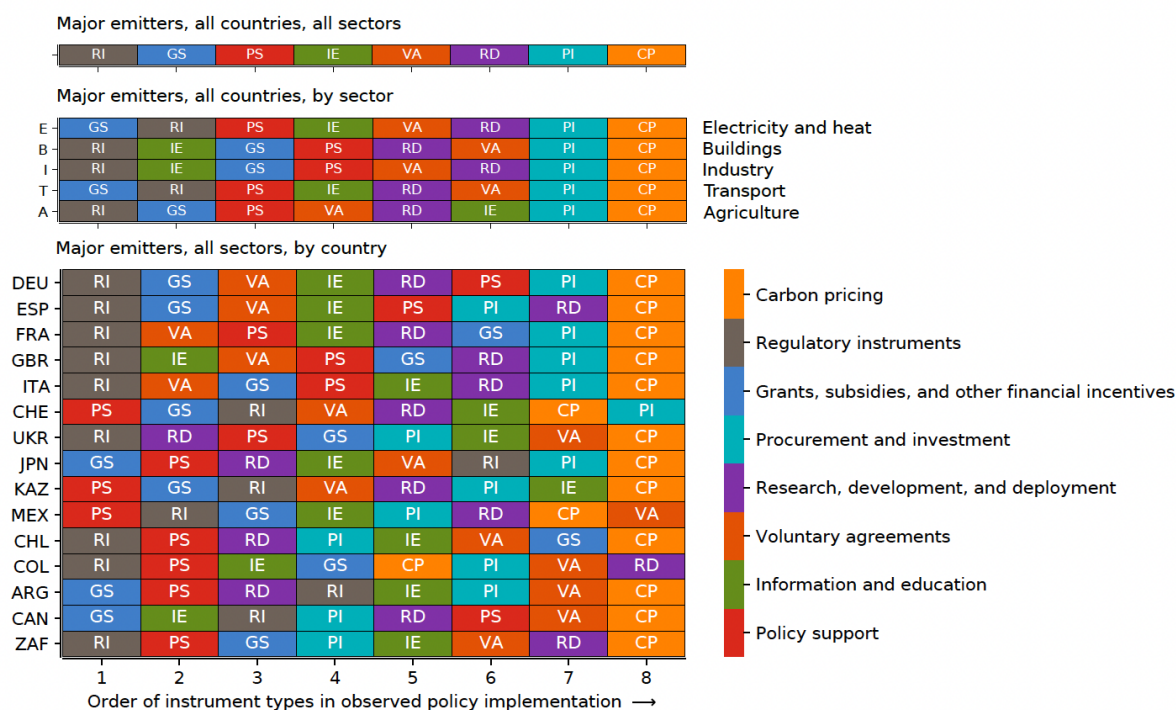 Major emitters, all countries, all sectors
RI GS PS IE VA RD PI CP
Major emitters, all countries, by sector
E GS RI PS IE VA RD PI CP Electricity and heat
B RI IE GS PS RD VA PI CP Buildings
I RI IE GS PS VA RD PI CP Industry
T GS RI PS IE RD VA PI CP Transport
A RI GS PS VA RD IE PI CP Agriculture
Major emitters, all sectors, by country
DEU RI GS VA IE RD PS PI CP
ESP RI GS VA IE PS PI RD CP
FRA RI VA PS IE RD GS PI CP
GBR RI IE VA PS GS RD PI CP
ITA RI VA GS PS IE RD PI CP
CHE PS GS RI VA RD IE CP PI
UKR RI RD PS GS PI IE VA CP
JPN GS PS RD IE VA RI PI CP
KAZ PS GS RI VA RD PI IE CP
MEX PS RI GS IE PI RD CP VA
CHL RI PS RD PI IE VA GS CP
COL RI PS IE GS CP PI VA RD
ARG GS PS RD RI IE PI VA CP
CAN GS IE RI PI RD PS VA CP
ZAF RI PS GS PI IE VA RD CP
1 2 3 4 5 6 7 8
Order of instrument types in observed policy implementation →
Carbon pricing
Regulatory instruments
Grants, subsidies, and other financial incentives
Procurement and investment
Research, development, and deployment
Voluntary agreements
Information and education
Policy support